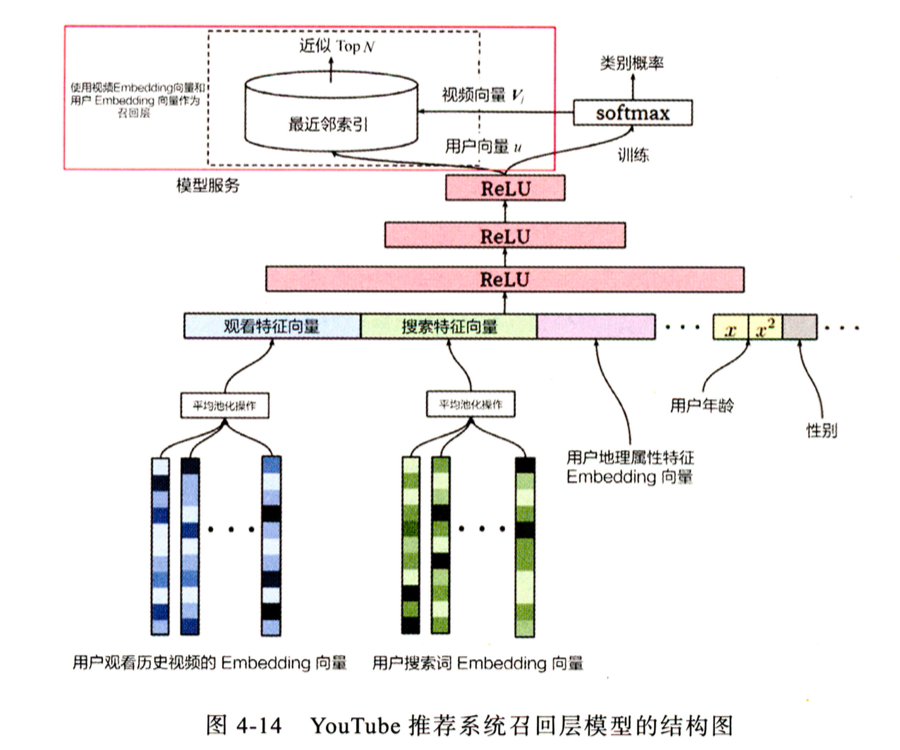 近似 Top N
类别概率
使用视频Embedding向量和
用户 Embedding 向量作为
召回层
视频向量 Vj
softmax
最近邻索引
用户向量 u
训练
模型服务
ReLU
ReLU
ReLU
观看特征向量
搜索特征向量
x
x²
平均池化操作
平均池化操作
用户年龄
性别
用户地理属性特征
Embedding 向量
用户观看历史视频的 Embedding 向量
用户搜索词 Embedding 向量
图 4-14 YouTube 推荐系统召回层模型的结构图